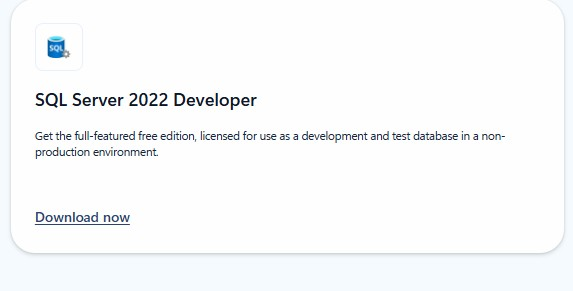 SQL
SQL Server 2022 Developer
Get the full-featured free edition, licensed for use as a development and test database in a non-
production environment.
Download now